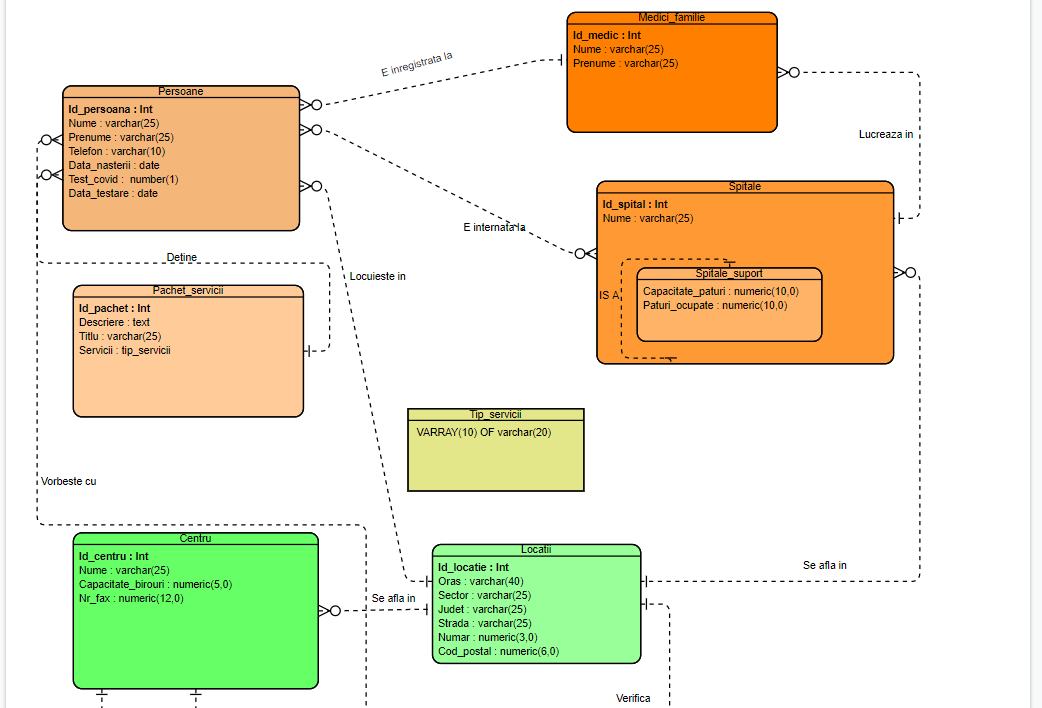 Medici_familie
Id_medic : Int
Nume : varchar(25)
Prenume : varchar(25)
E inregistrata la
Persoane
Id_persoana : Int
Nume : varchar(25)
Prenume : varchar(25)
Telefon : varchar(10)
Data_nasterii : date
Test_covid : number(1)
Data_testare : date
Lucreaza in
Spitale
Id_spital : Int
Nume : varchar(25)
E internata la
Detine
Locuieste in
Spitale_suport
Capacitate_paturi : numeric(10,0)
Paturi_ocupate : numeric(10,0)
IS A
Pachet_servicii
Id_pachet : Int
Descriere : text
Titlu : varchar(25)
Servicii : tip_servicii
Tip_servicii
VARRAY(10) OF varchar(20)
Vorbeste cu
Centru
Id_centru : Int
Nume : varchar(25)
Capacitate_birouri : numeric(5,0)
Nr_fax : numeric(12,0)
Se afla in
Locatii
Id_locatie : Int
Oras : varchar(40)
Sector : varchar(25)
Judet : varchar(25)
Strada : varchar(25)
Numar : numeric(3,0)
Cod_postal : numeric(6,0)
Se afla in
Verifica